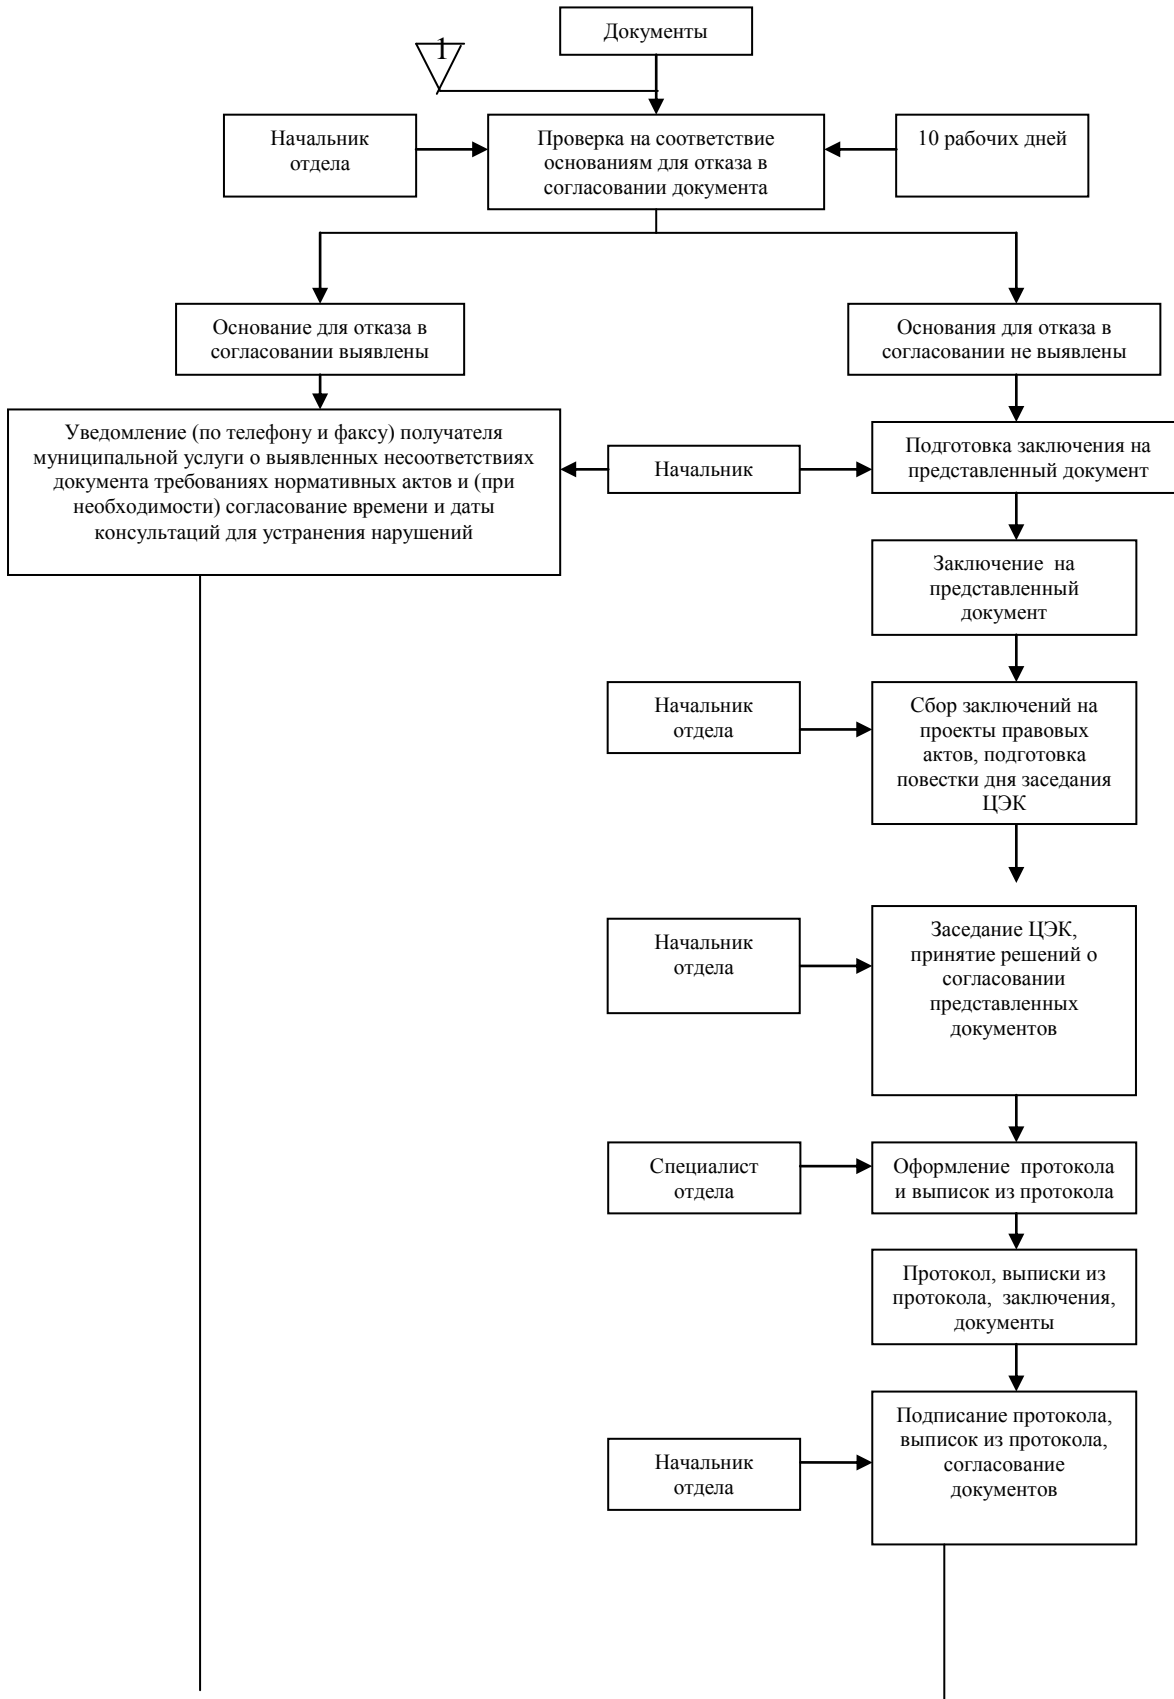 Документы
1
Начальник
отдела
Проверка на соответствие
основаниям для отказа в
согласовании документа
10 рабочих дней
Основание для отказа в
согласовании выявлены
Основания для отказа в
согласовании не выявлены
Уведомление (по телефону и факсу) получателя
муниципальной услуги о выявленных несоответствиях
документа требованиях нормативных актов и (при
необходимости) согласование времени и даты
консультаций для устранения нарушений
Начальник
Подготовка заключения на
представленный документ
Заключение на
представленный
документ
Начальник
отдела
Сбор заключений на
проекты правовых
актов, подготовка
повестки дня заседания
ЦЭК
Начальник
отдела
Заседание ЦЭК,
принятие решений о
согласовании
представленных
документов
Специалист
отдела
Оформление протокола
и выписок из протокола
Протокол, выписки из
протокола, заключения,
документы
Начальник
отдела
Подписание протокола,
выписок из протокола,
согласование
документов